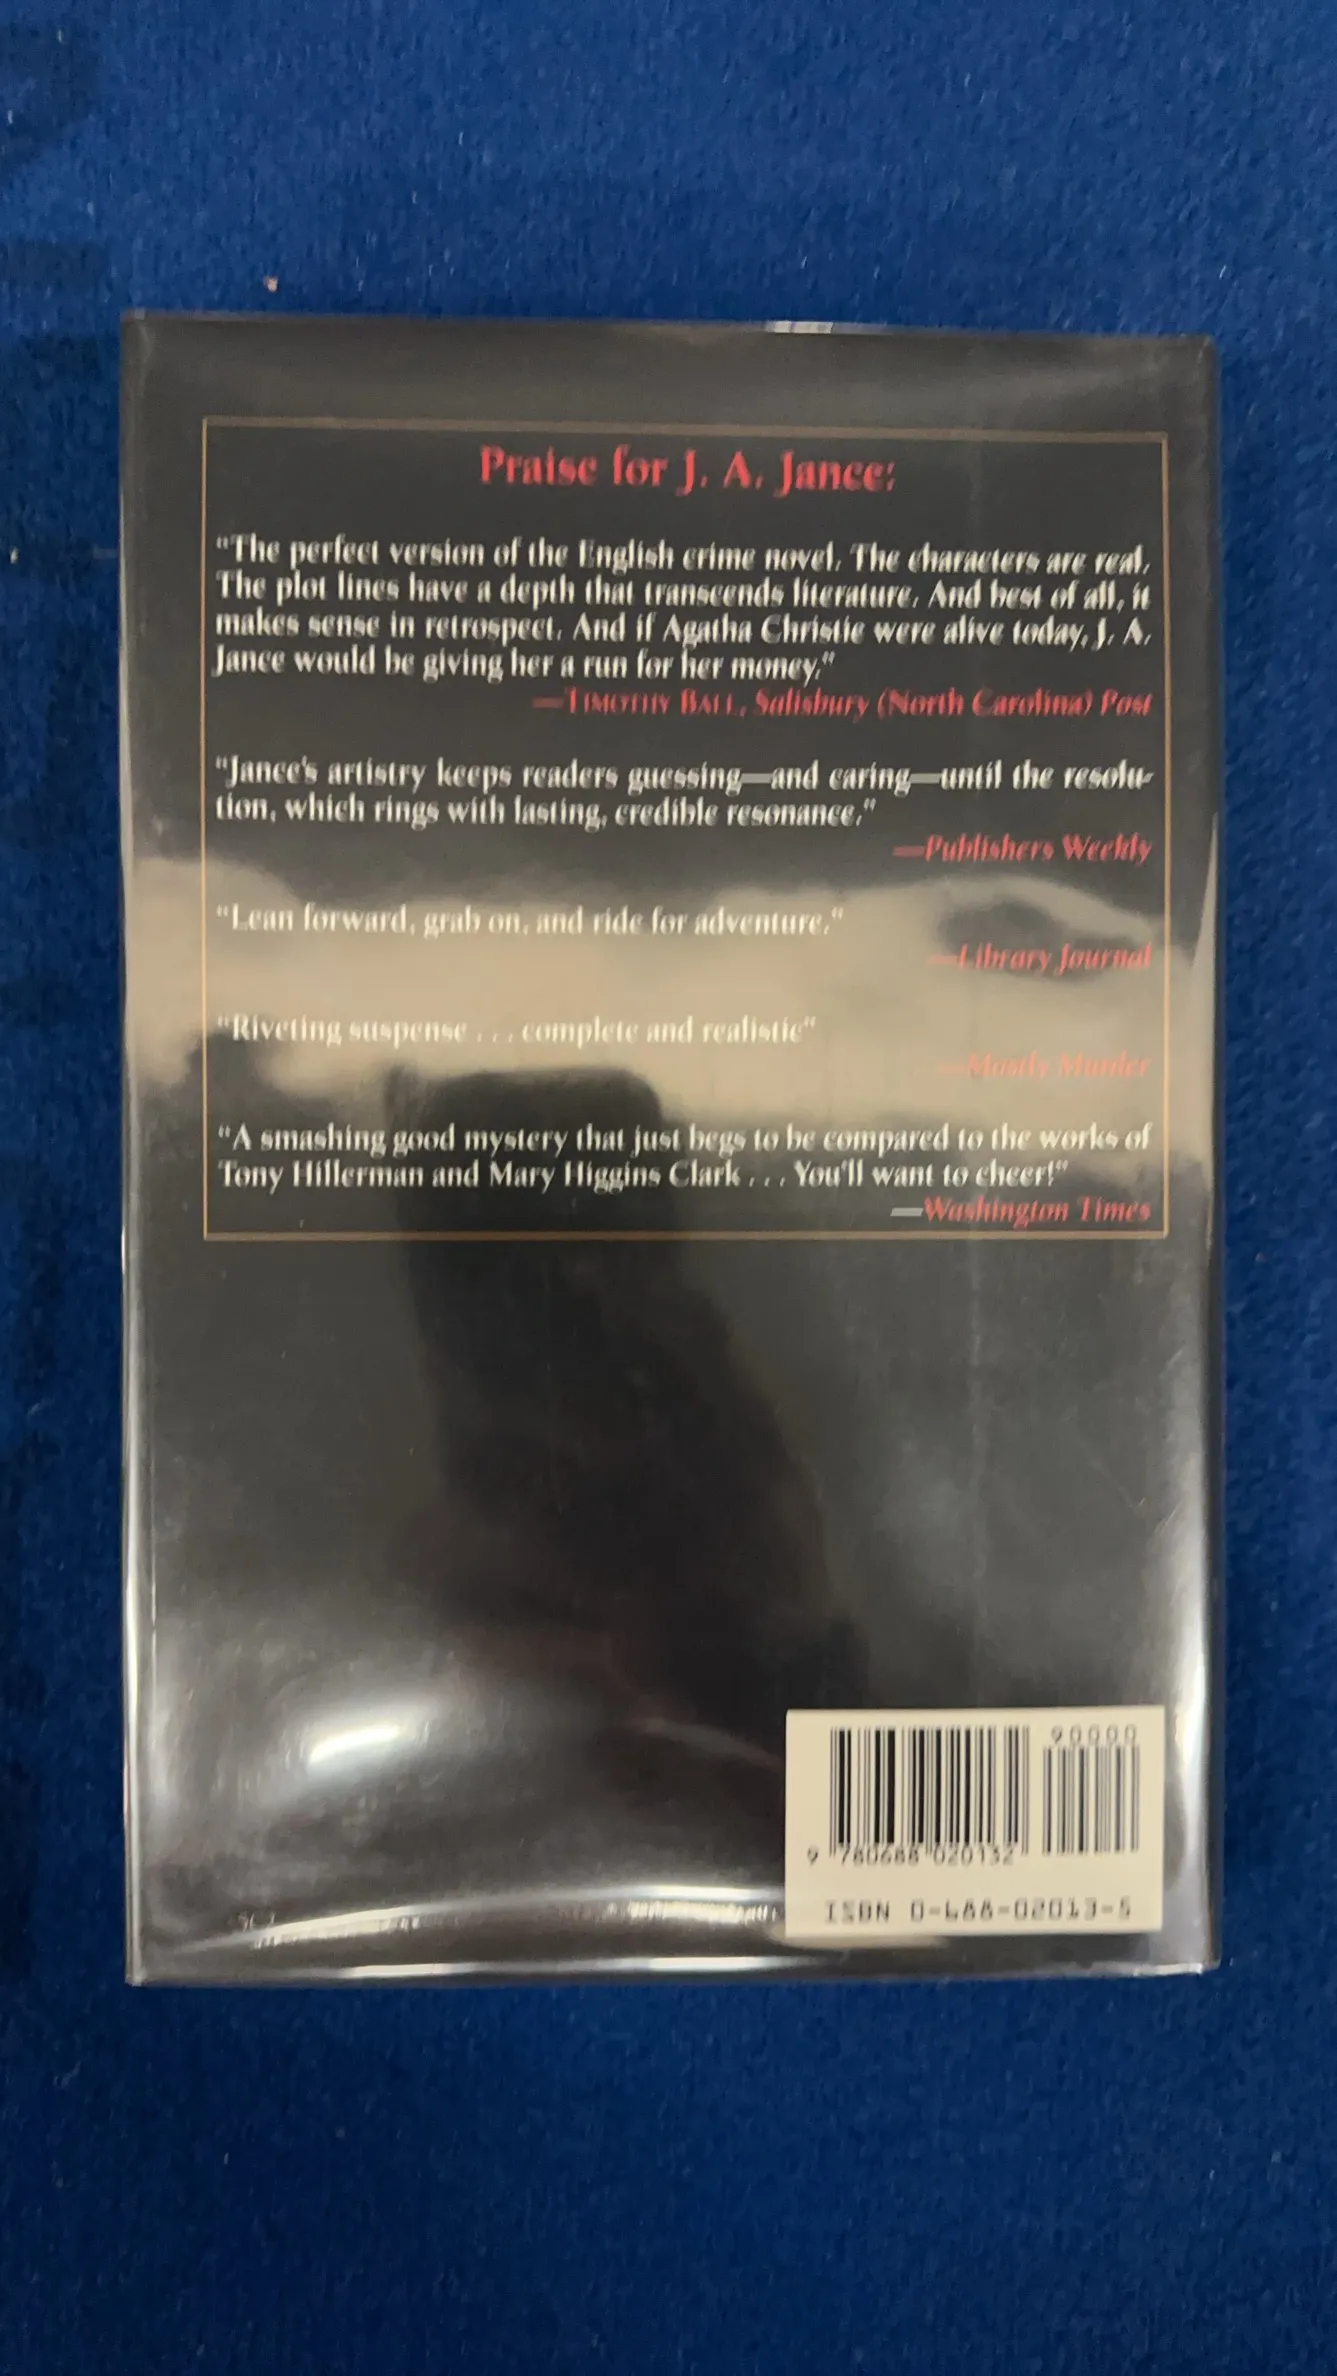 Praise for J. A. Jance:
"The perfect version of the English crime novel. The characters are real.
The plot lines have a depth that transcends literature. And best of all, it
makes sense in retrospect. And if Agatha Christie were alive today, J. A.
Jance would be giving her a run for her money."
—TIMOTHY BALL, Salisbury (North Carolina) Post
"Jance's artistry keeps readers guessing—and caring—until the resolu-
tion, which rings with lasting, credible resonance."
—Publishers Weekly
"Lean forward, grab on, and ride for adventure."
—Library Journal
"Riveting suspense . . . complete and realistic"
—Mostly Murder
"A smashing good mystery that just begs to be compared to the works of
Tony Hillerman and Mary Higgins Clark . . . You'll want to cheer!"
—Washington Times
90000
9 780688 020132
ISBN 0-688-02013-5